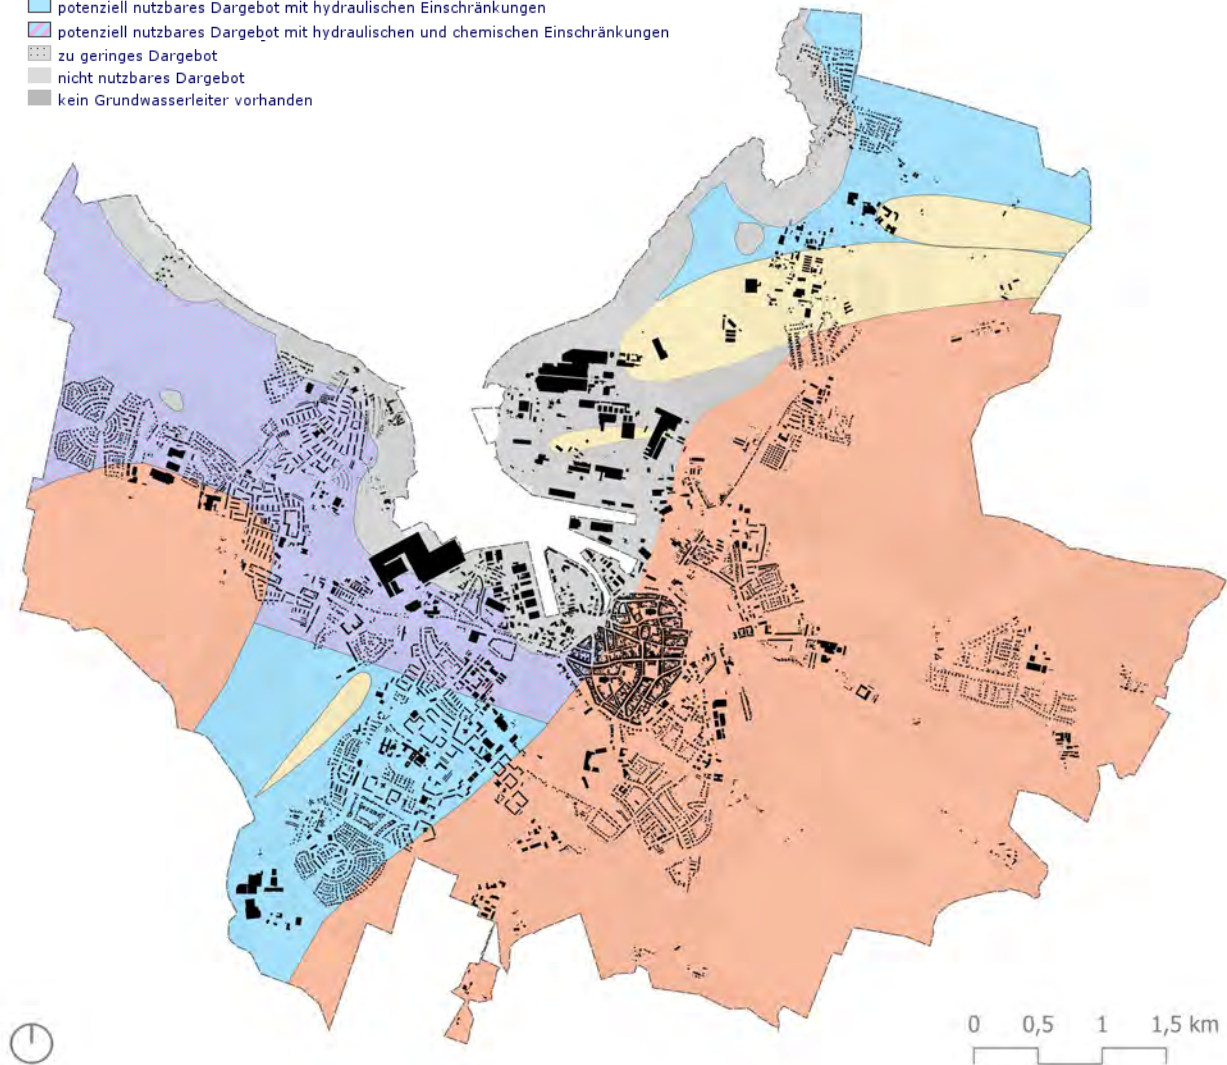 potenziell nutzbares Dargebot mit hydraulischen Einschränkungen
potenziell nutzbares Dargebot mit hydraulischen und chemischen Einschränkungen
zu geringes Dargebot
nicht nutzbares Dargebot
kein Grundwasserleiter vorhanden
0 0,5 1 1,5 km